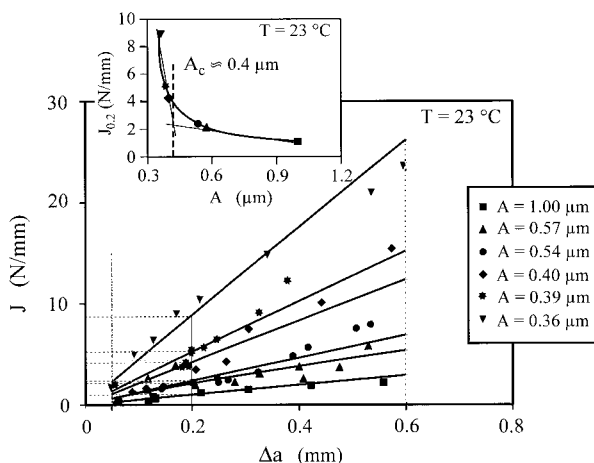 T = 23 °C
A_c ≈ 0.4 µm
J_0.2 (N/mm)
10
8
6
4
2
0
0.3 0.6 0.9 1.2
A (µm)
T = 23 °C
J (N/mm)
30
20
10
0
0 0.2 0.4 0.6 0.8
Δa (mm)
A = 1.00 µm
A = 0.57 µm
A = 0.54 µm
A = 0.40 µm
A = 0.39 µm
A = 0.36 µm